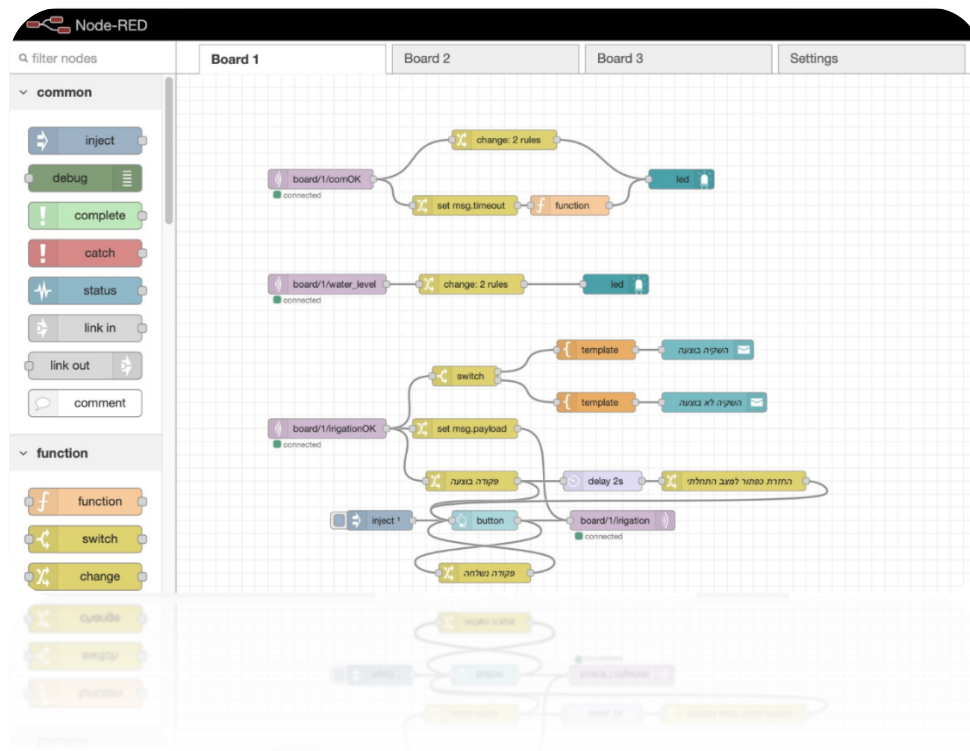 Node-RED
filter nodes
Board 1
Board 2
Board 3
Settings
common
inject
debug
complete
catch
status
link in
link out
comment
function
function
switch
change
change: 2 rules
board/1/comOK
connected
led
set msg.timeout
function
board/1/water_level
connected
change: 2 rules
led
template
השקיה בוצעה
switch
template
השקיה לא בוצעה
board/1/irigationOK
connected
set msg.payload
פקודה בוצעה
delay 2s
החזרת כפתור למצב התחלתי
inject ¹
button
board/1/irigation
connected
פקודה נשלחה